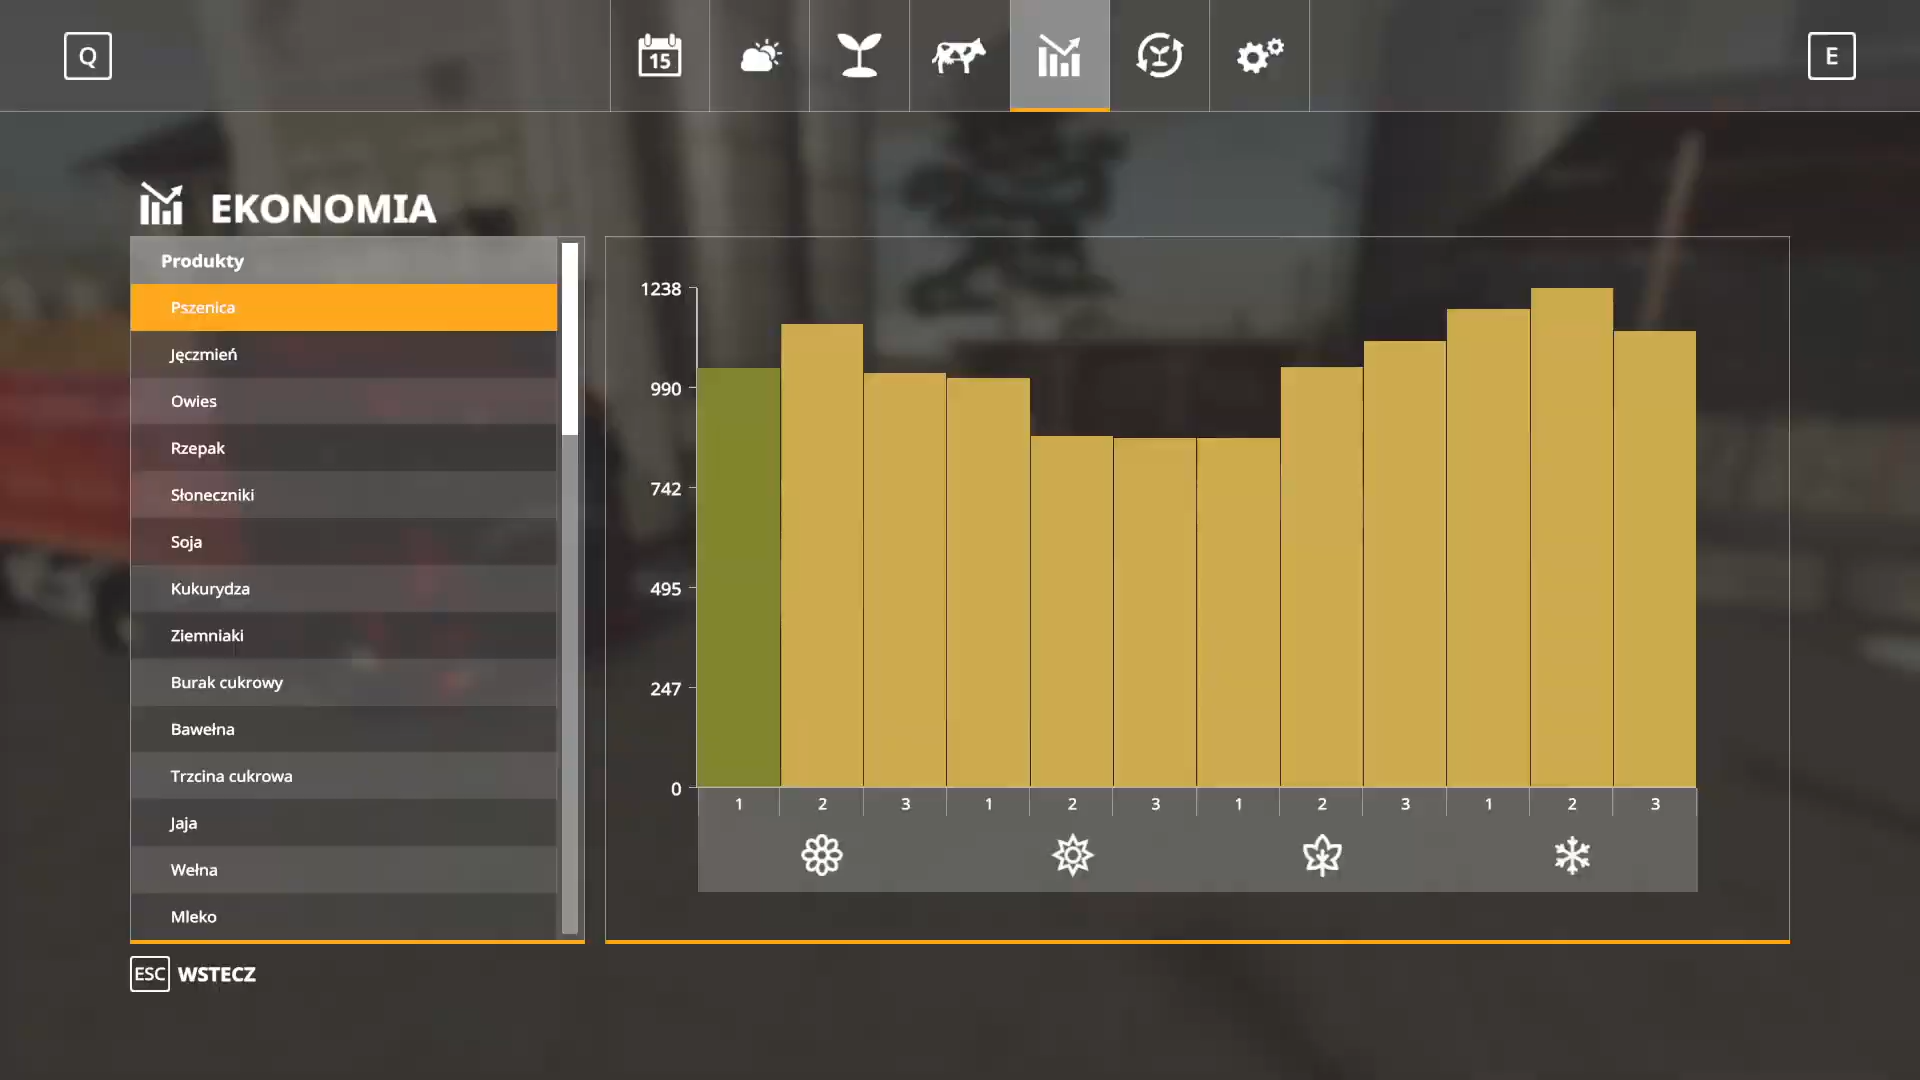 Q
15
E
EKONOMIA
Produkty
Pszenica
Jęczmień
Owies
Rzepak
Słoneczniki
Soja
Kukurydza
Ziemniaki
Burak cukrowy
Bawełna
Trzcina cukrowa
Jaja
Wełna
Mleko
1238
990
742
495
247
0
1 2 3 1 2 3 1 2 3 1 2 3
ESC WSTECZ